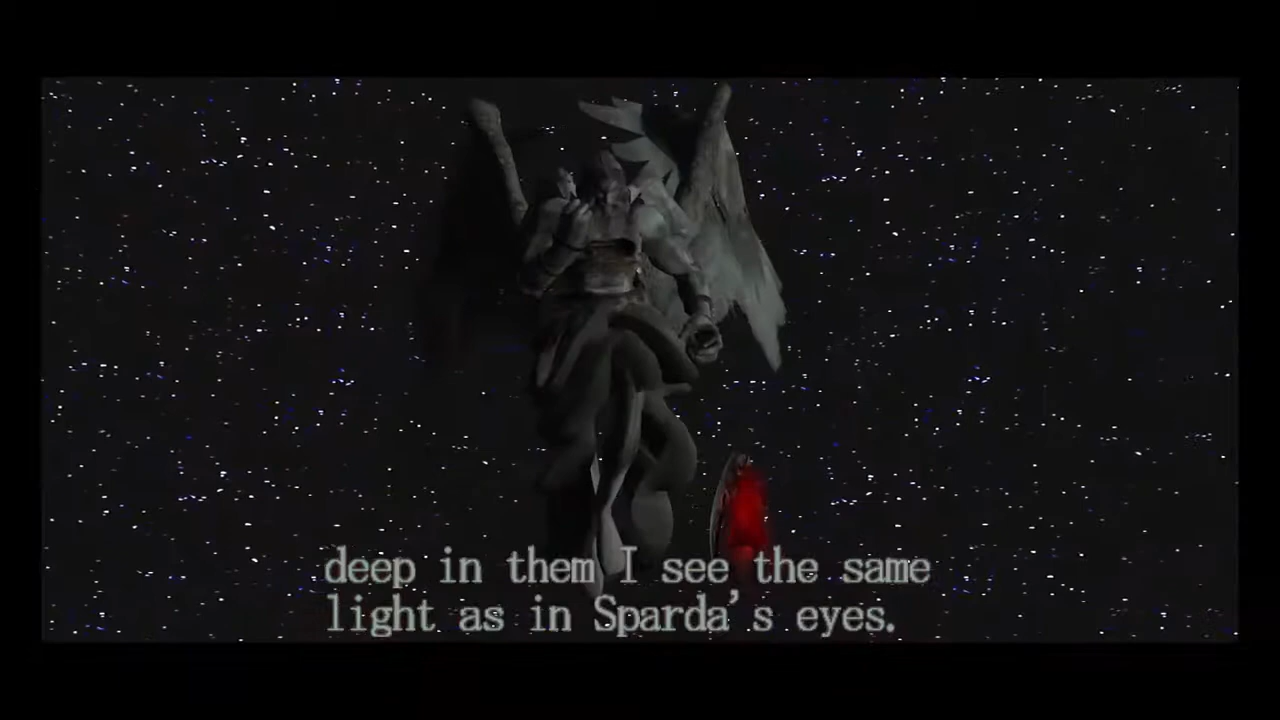 deep in them I see the same
light as in Sparda's eyes.